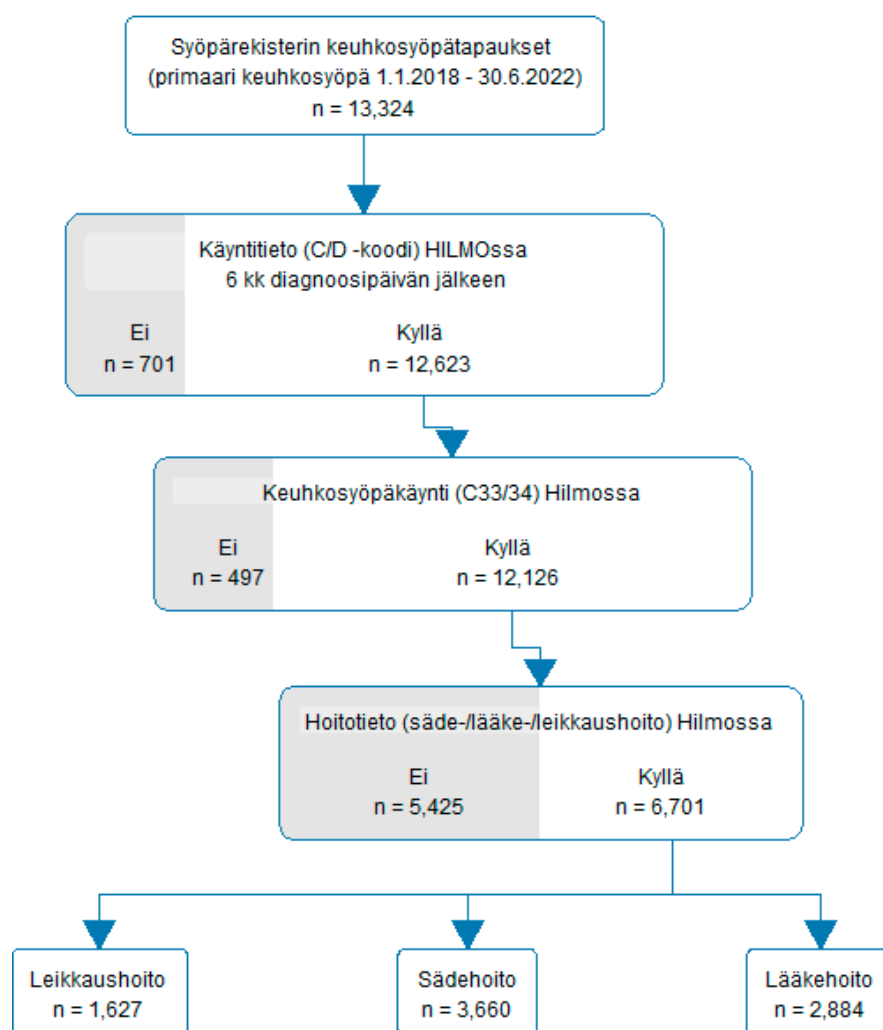 Syöpärekisterin keuhkosyöpätapaukset
(primaari keuhkosyöpä 1.1.2018 - 30.6.2022)
n = 13,324
Käyntitieto (C/D -koodi) HILMOssa
6 kk diagnoosipäivän jälkeen
Ei Kyllä
n = 701 n = 12,623
Keuhkosyöpäkäynti (C33/34) Hilmossa
Ei Kyllä
n = 497 n = 12,126
Hoitotieto (säde-/lääke-/leikkaushoito) Hilmossa
Ei Kyllä
n = 5,425 n = 6,701
Leikkaushoito Sädehoito Lääkehoito
n = 1,627 n = 3,660 n = 2,884